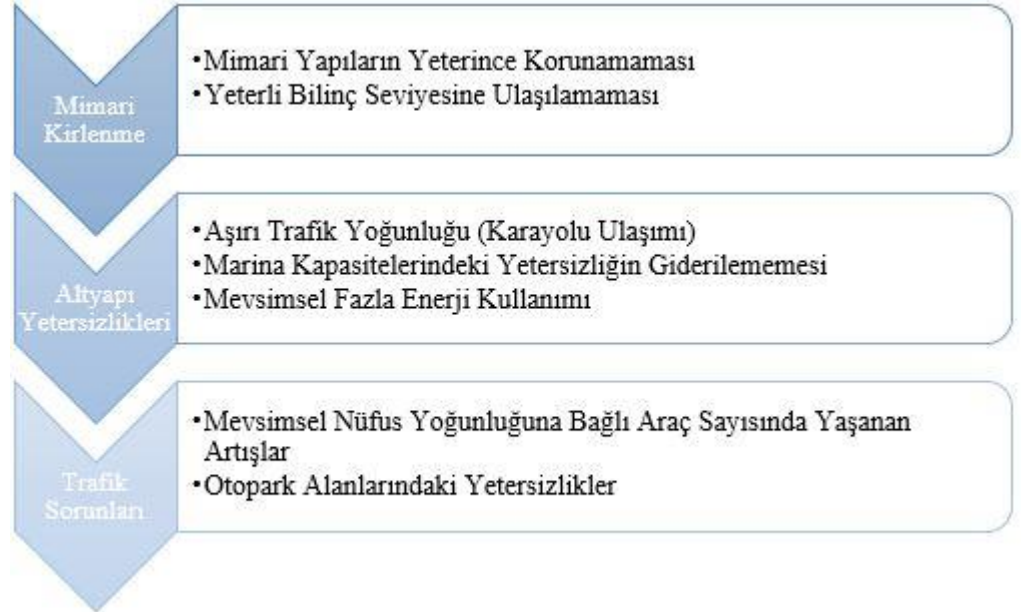 Mimari
Kirlenme
•Mimari Yapıların Yeterince Korunamaması
•Yeterli Bilinç Seviyesine Ulaşılamaması
Altyapı
Yetersizlikleri
•Aşırı Trafik Yoğunluğu (Karayolu Ulaşımı)
•Marina Kapasitelerindeki Yetersizliğin Giderilememesi
•Mevsimsel Fazla Enerji Kullanımı
Trafik
Sorunları
•Mevsimsel Nüfus Yoğunluğuna Bağlı Araç Sayısında Yaşanan
Artışlar
•Otopark Alanlarındaki Yetersizlikler